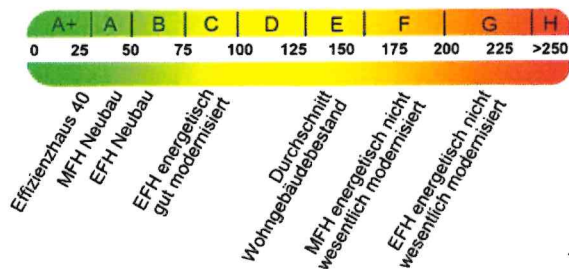 A+ A B C D E F G H
0 25 50 75 100 125 150 175 200 225 >250
Effizienzhaus 40
MFH Neubau
EFH Neubau
EFH energetisch
gut modernisiert
Durchschnitt
Wohngebäudebestand
MFH energetisch nicht
wesentlich modernisiert
EFH energetisch nicht
wesentlich modernisiert